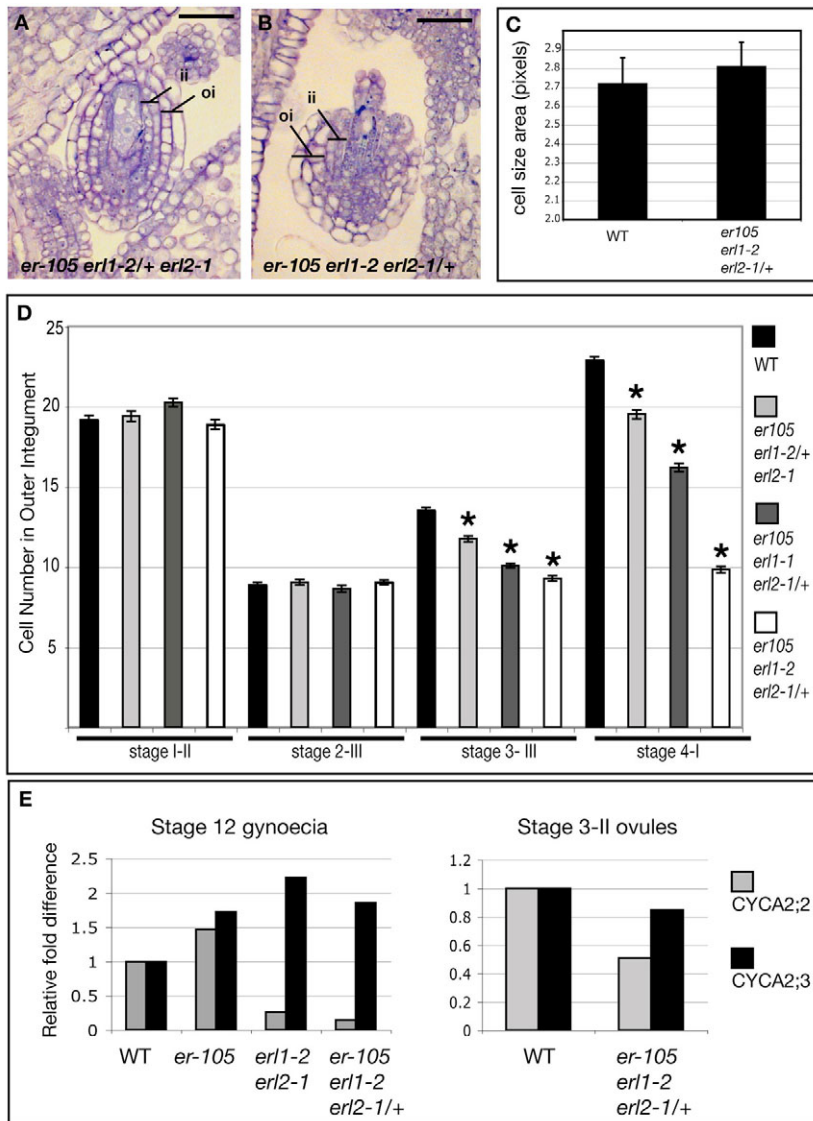 A
ii
oi
er-105 erl1-2/+ erl2-1
B
ii
oi
er-105 erl1-2 erl2-1/+
C
cell size area (pixels)
2.9
2.8
2.7
2.6
2.5
2.4
2.3
2.2
2.1
2.0
WT
er105
erl1-2
erl2-1/+
D
Cell Number in Outer Integument
25
20
15
10
5
* * *
* * *
stage I-II
stage 2-III
stage 3- III
stage 4-I
WT
er105
erl1-2/+
erl2-1
er105
erl1-1
erl2-1/+
er105
erl1-2
erl2-1/+
E
Stage 12 gynoecia
Relative fold difference
2.5
2
1.5
1
0.5
0
WT
er-105
erl1-2
erl2-1
er-105
erl1-2
erl2-1/+
Stage 3-II ovules
1.2
1
0.8
0.6
0.4
0.2
0
WT
er-105
erl1-2
erl2-1/+
CYCA2;2
CYCA2;3